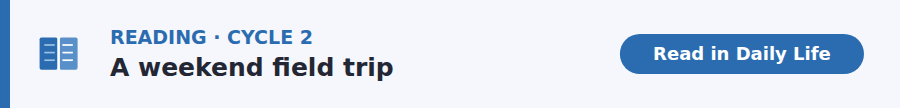 READING · CYCLE 2
A weekend field trip
Read in Daily Life